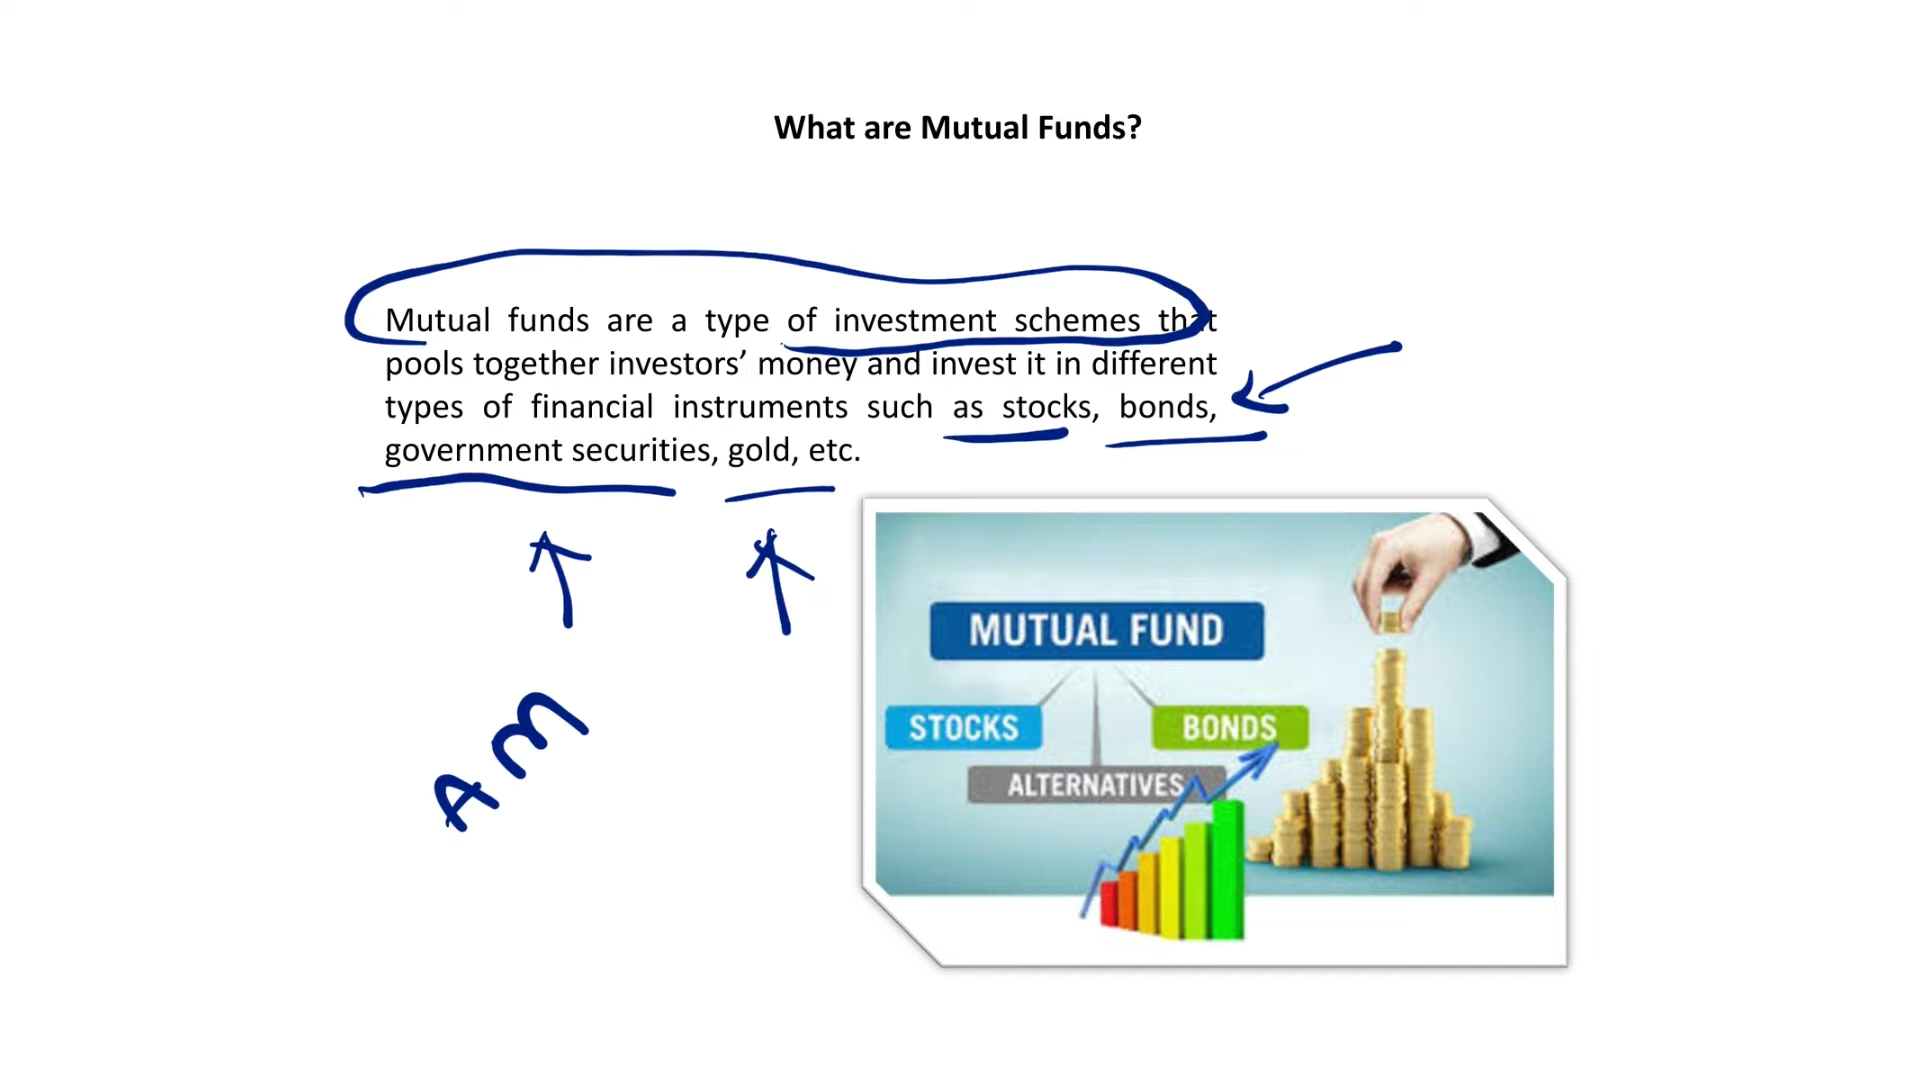 What are Mutual Funds?
Mutual funds are a type of investment schemes that
pools together investors’ money and invest it in different
types of financial instruments such as stocks, bonds,
government securities, gold, etc.
MUTUAL FUND
STOCKS
BONDS
ALTERNATIVES
AM